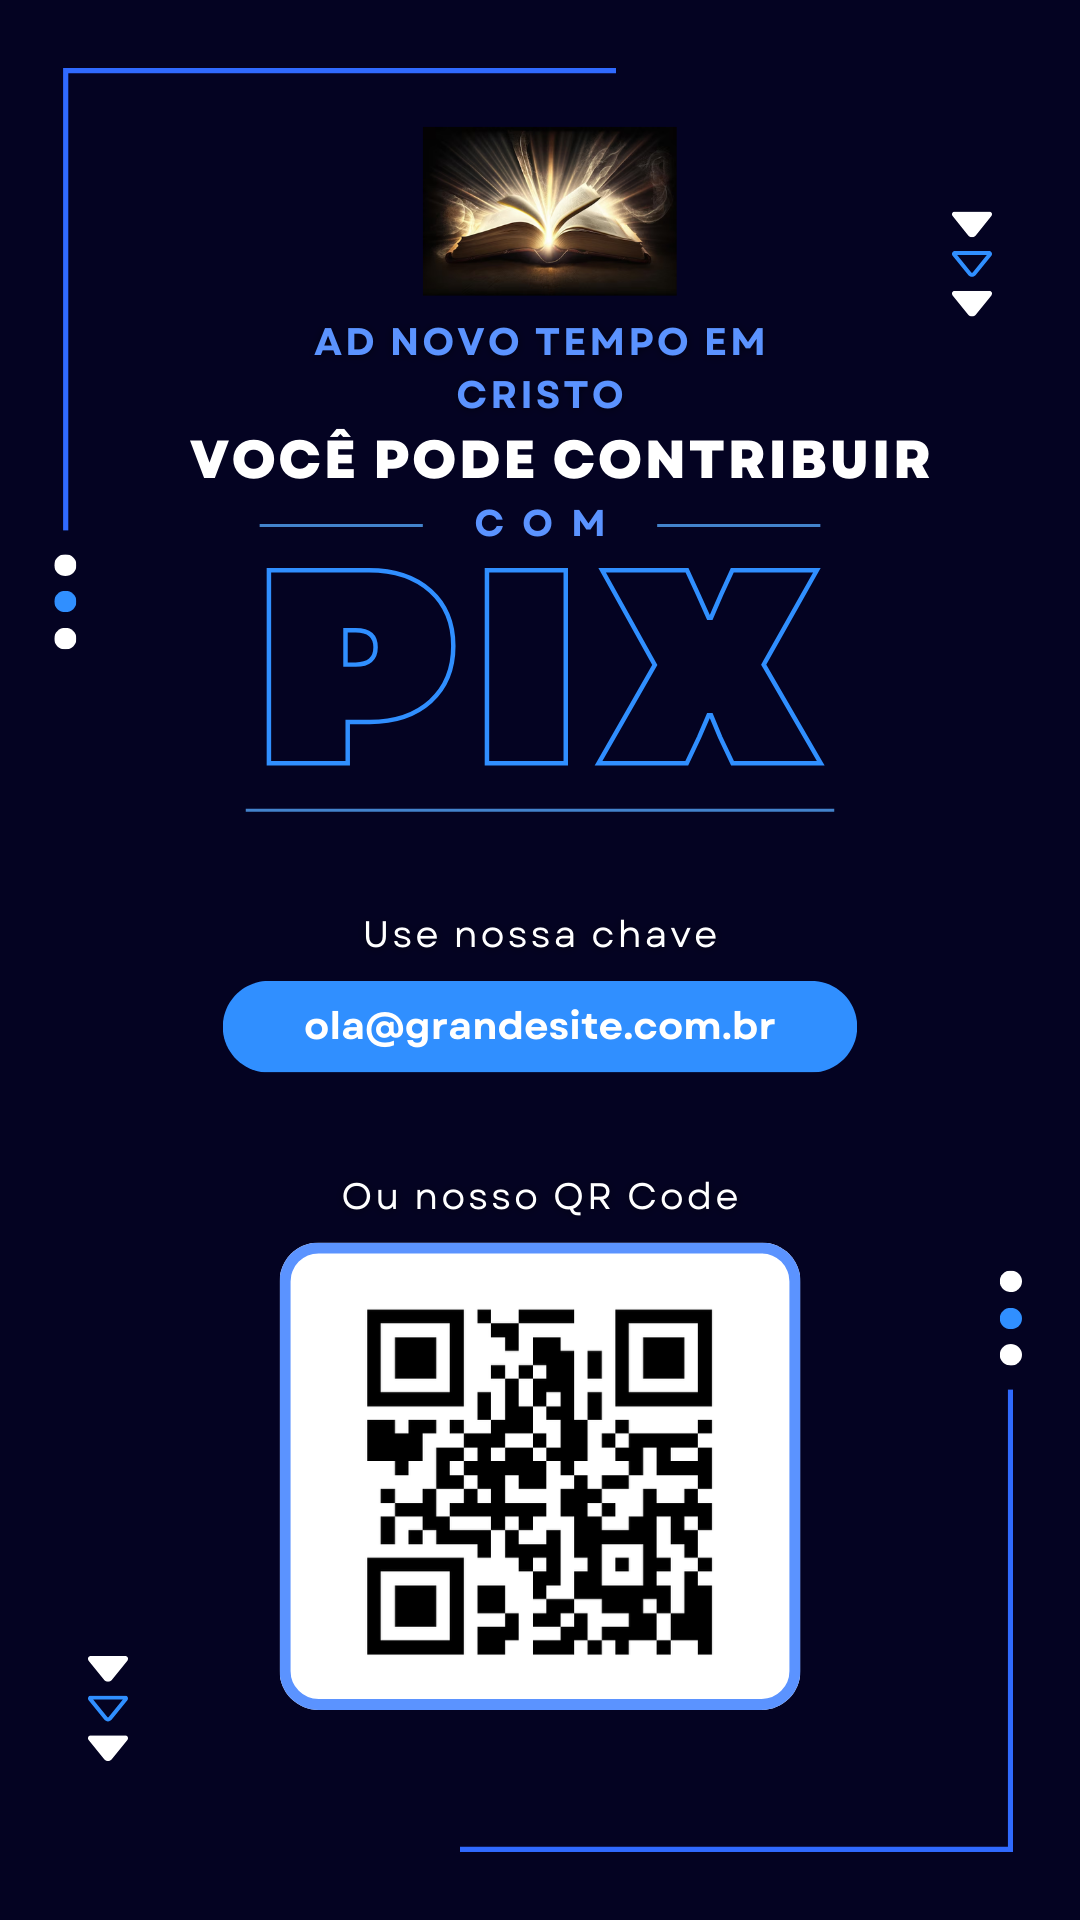 AD NOVO TEMPO EM
CRISTO
VOCÊ PODE CONTRIBUIR
COM
PIX
Use nossa chave
ola@grandesite.com.br
Ou nosso QR Code